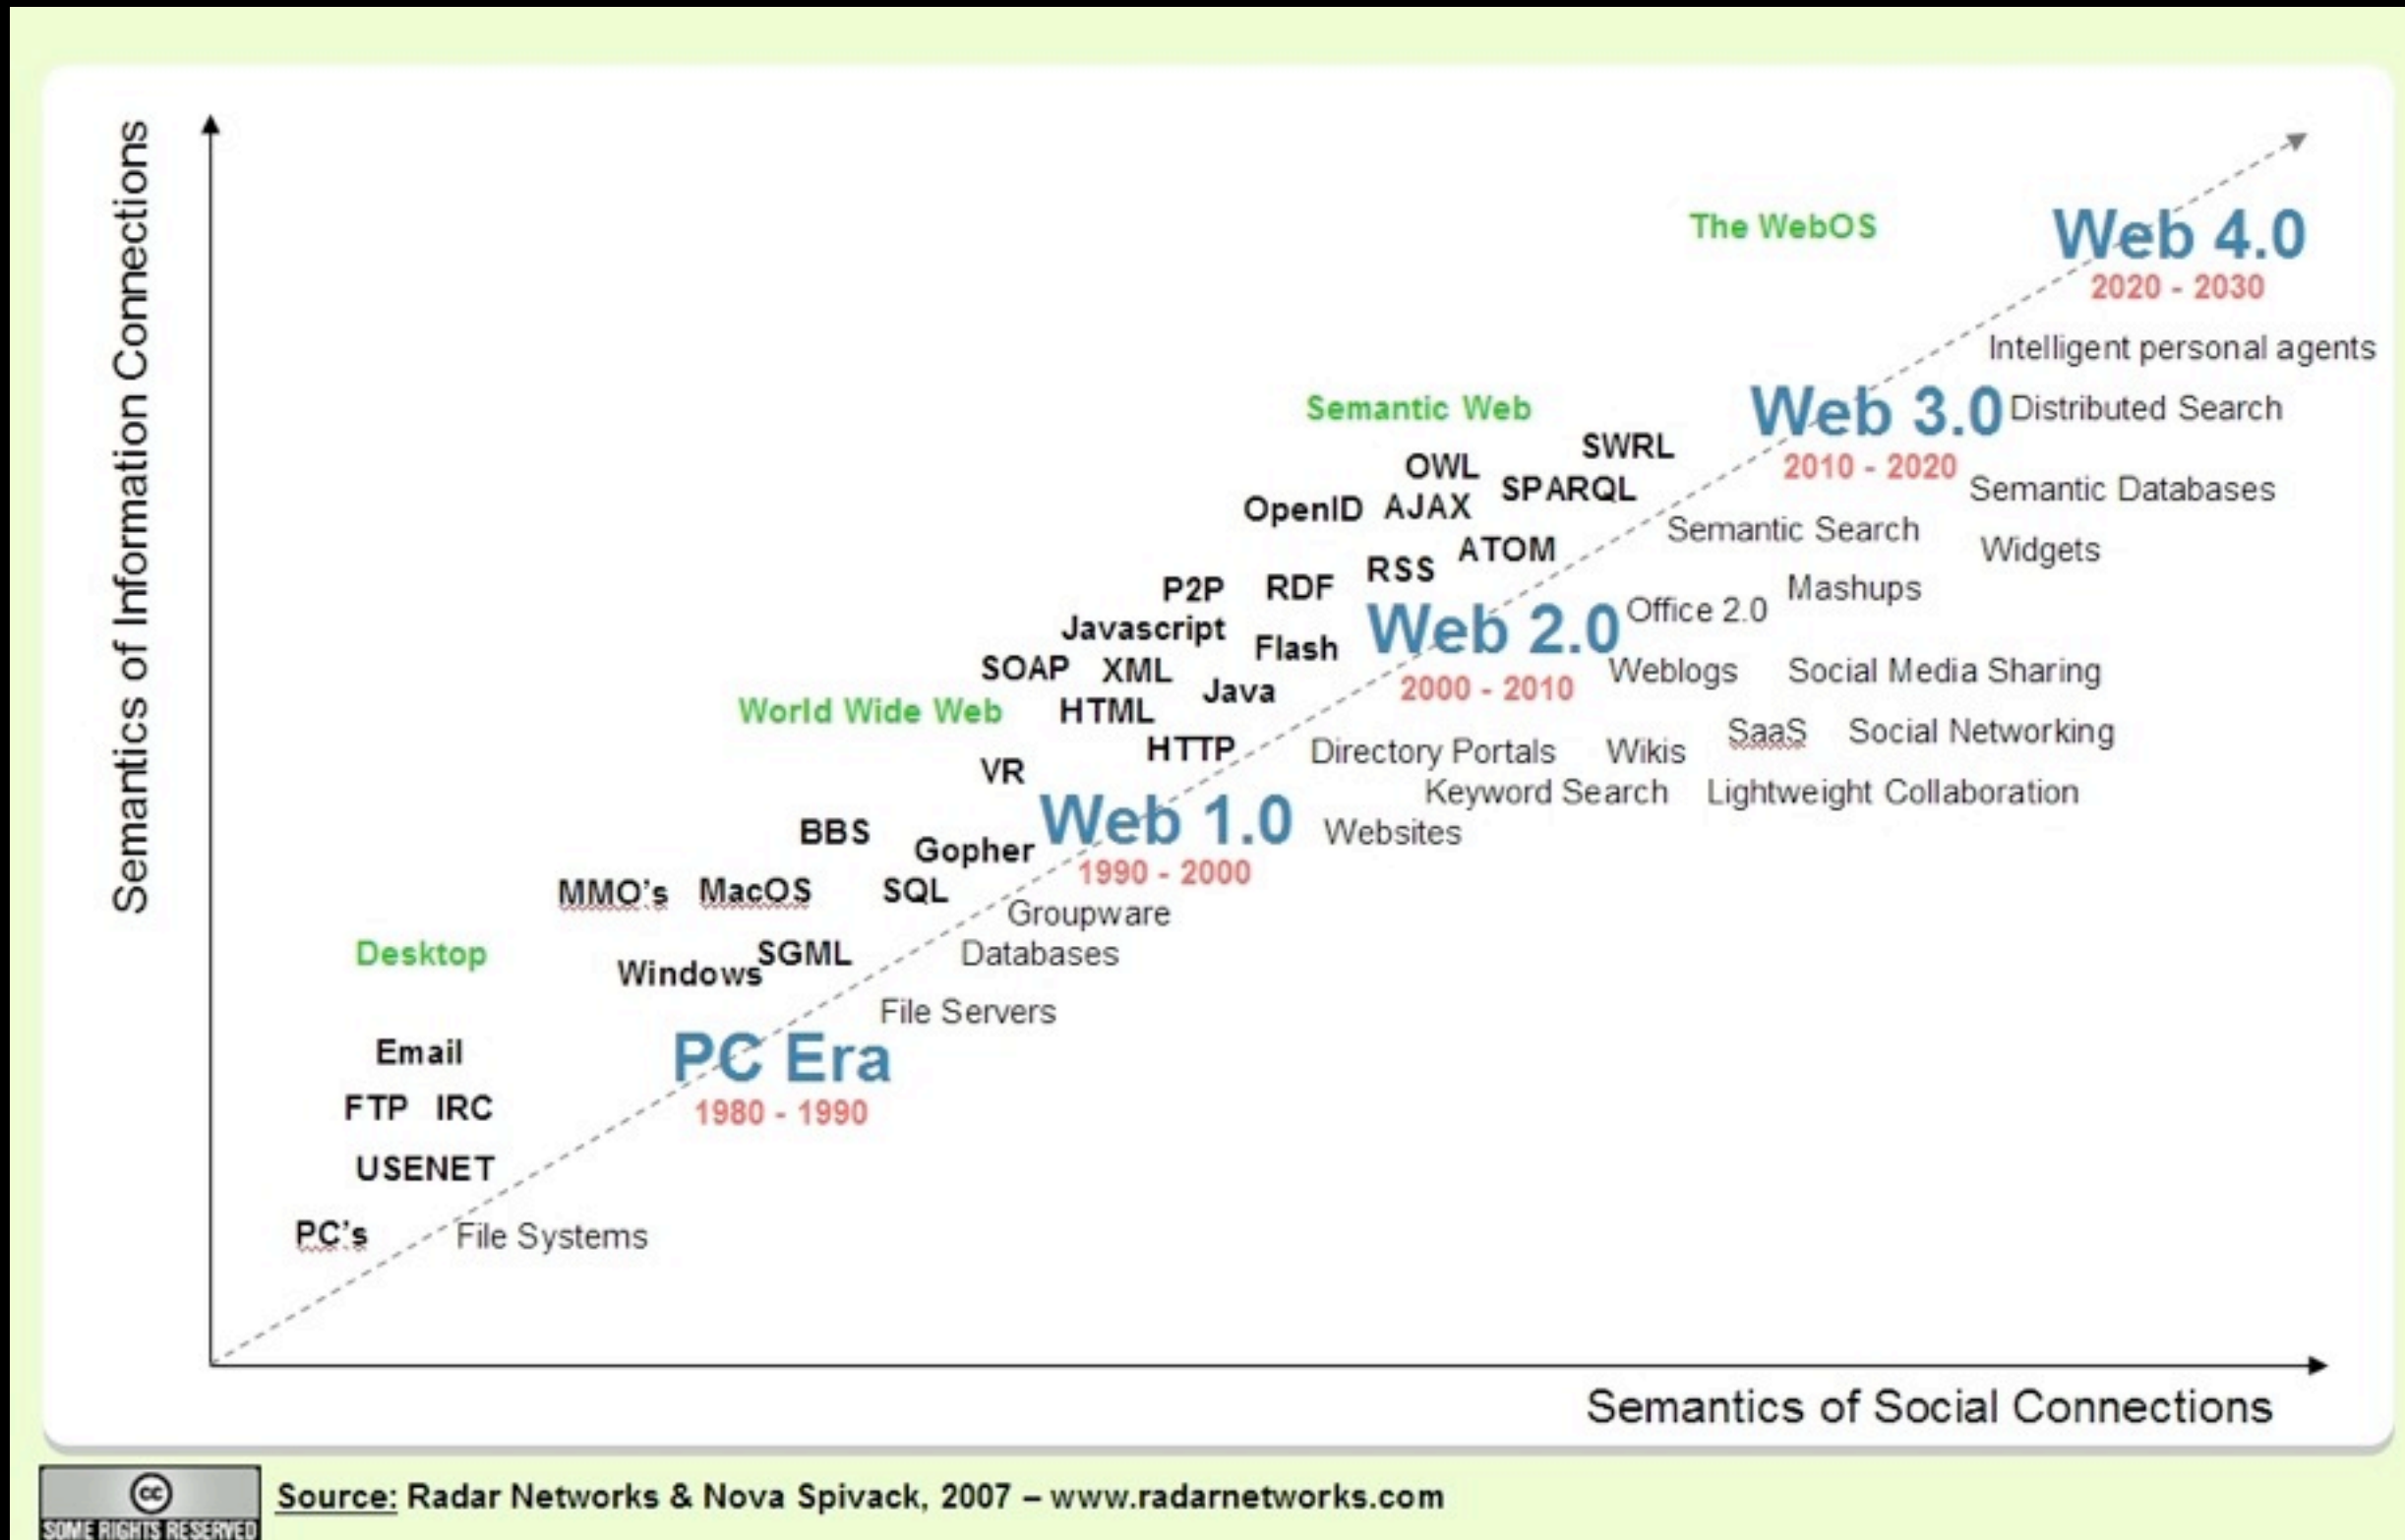 Semantics of Information Connections
The WebOS
Web 4.0
2020 - 2030
Intelligent personal agents
Semantic Web
Web 3.0 Distributed Search
2010 - 2020
SWRL
OWL
SPARQL
Semantic Databases
OpenID AJAX
Semantic Search
ATOM
Widgets
RSS
P2P RDF
Mashups
Web 2.0 Office 2.0
2000 - 2010
Javascript
Flash
SOAP XML
Weblogs Social Media Sharing
Java
World Wide Web HTML
SaaS Social Networking
HTTP
Directory Portals Wikis
VR
Keyword Search Lightweight Collaboration
Web 1.0 Websites
1990 - 2000
BBS
Gopher
MMO's MacOS SQL
Groupware
Desktop
SGML
Databases
Windows
File Servers
Email
PC Era
1980 - 1990
FTP IRC
USENET
PC's File Systems
Semantics of Social Connections
cc
SOME RIGHTS RESERVED
Source: Radar Networks & Nova Spivack, 2007 – www.radarnetworks.com